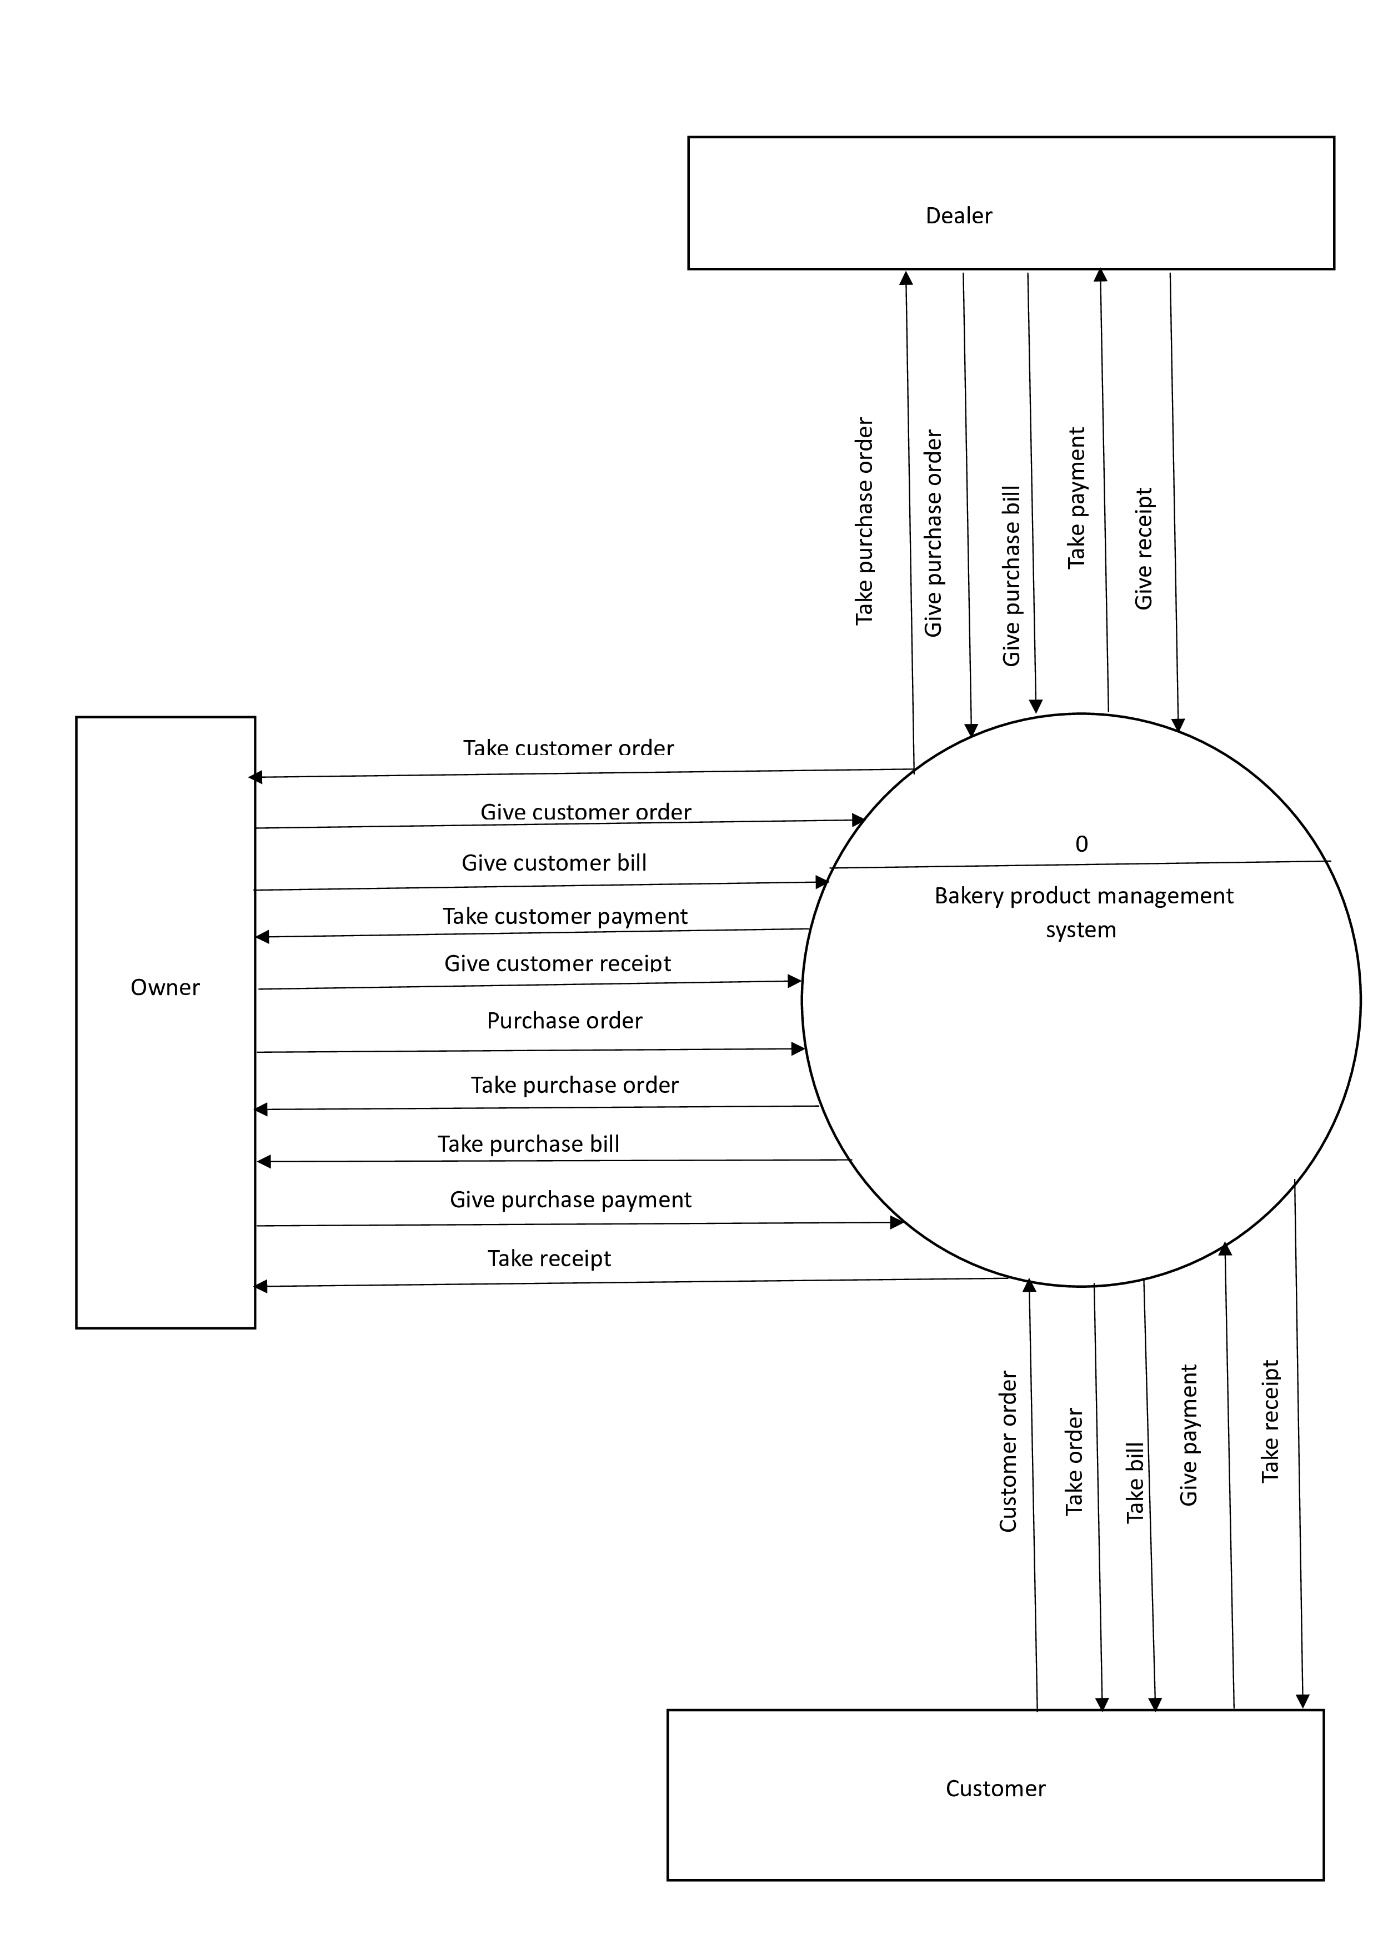 Dealer
Take purchase order
Give purchase order
Give purchase bill
Take payment
Give receipt
Take customer order
Give customer order
Give customer bill
Take customer payment
Give customer receipt
Purchase order
Take purchase order
Take purchase bill
Give purchase payment
Take receipt
Owner
0
Bakery product management
system
Customer order
Take order
Take bill
Give payment
Take receipt
Customer